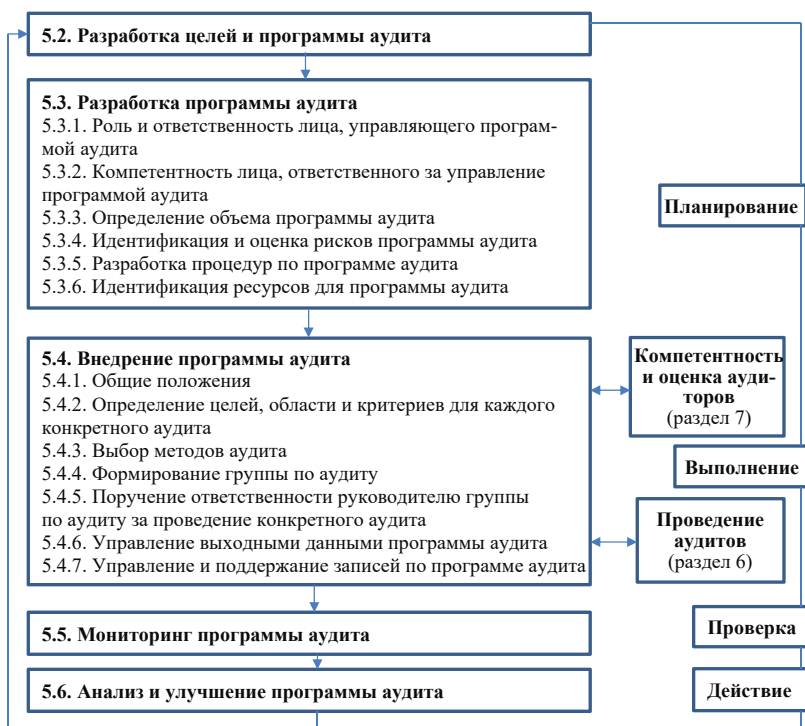 5.2. Разработка целей и программы аудита
5.3. Разработка программы аудита
5.3.1. Роль и ответственность лица, управляющего програм-
мой аудита
5.3.2. Компетентность лица, ответственного за управление
программой аудита
5.3.3. Определение объема программы аудита
5.3.4. Идентификация и оценка рисков программы аудита
5.3.5. Разработка процедур по программе аудита
5.3.6. Идентификация ресурсов для программы аудита
Планирование
5.4. Внедрение программы аудита
5.4.1. Общие положения
5.4.2. Определение целей, области и критериев для каждого
конкретного аудита
5.4.3. Выбор методов аудита
5.4.4. Формирование группы по аудиту
5.4.5. Поручение ответственности руководителю группы
по аудиту за проведение конкретного аудита
5.4.6. Управление выходными данными программы аудита
5.4.7. Управление и поддержание записей по программе аудита
Компетентность
и оценка ауди-
торов
(раздел 7)
Выполнение
Проведение
аудитов
(раздел 6)
5.5. Мониторинг программы аудита
Проверка
5.6. Анализ и улучшение программы аудита
Действие